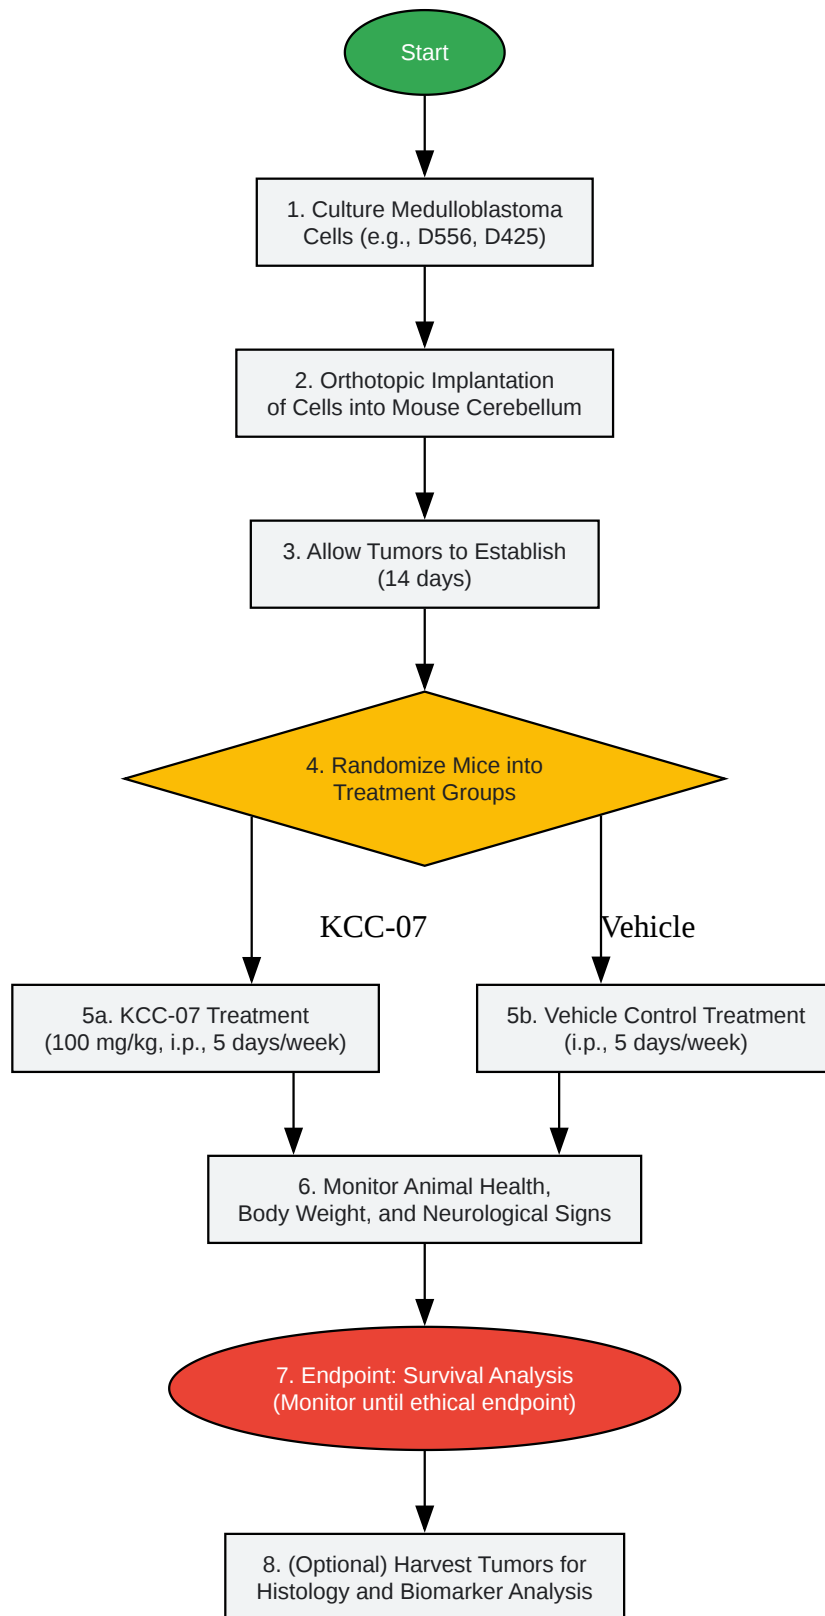 Start
1. Culture Medulloblastoma
Cells (e.g., D556, D425)
2. Orthotopic Implantation
of Cells into Mouse Cerebellum
3. Allow Tumors to Establish
(14 days)
4. Randomize Mice into
Treatment Groups
KCC-07
Vehicle
5a. KCC-07 Treatment
(100 mg/kg, i.p., 5 days/week)
5b. Vehicle Control Treatment
(i.p., 5 days/week)
6. Monitor Animal Health,
Body Weight, and Neurological Signs
7. Endpoint: Survival Analysis
(Monitor until ethical endpoint)
8. (Optional) Harvest Tumors for
Histology and Biomarker Analysis